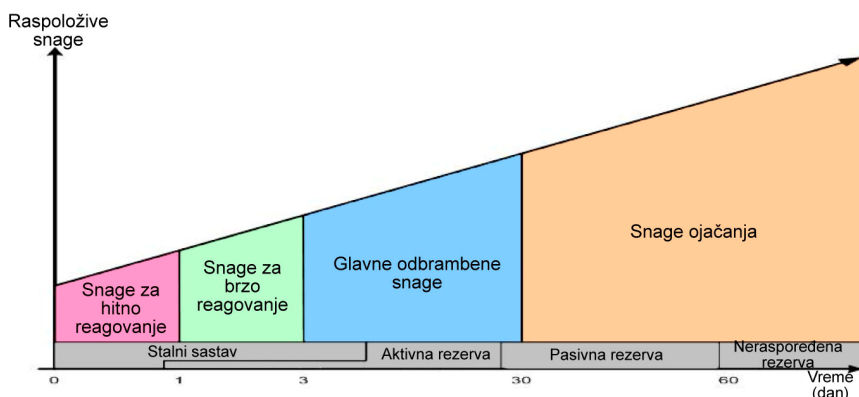 Raspoložive
snage
Snage za
hitno
reagovanje
Snage za
brzo
reagovanje
Glavne odbrambene
snage
Snage ojačanja
Stalni sastav
Aktivna rezerva
Pasivna rezerva
Neraspoređena
rezerva
0
1
3
30
60
Vreme
(dan)